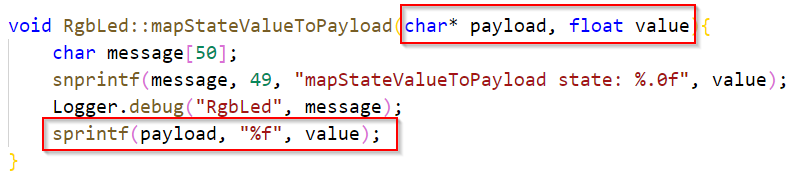 void RgbLed::mapStateValueToPayload(char* payload, float value){
    char message[50];
    snprintf(message, 49, "mapStateValueToPayload state: %.0f", value);
    Logger.debug("RgbLed", message);
    sprintf(payload, "%f", value);
}